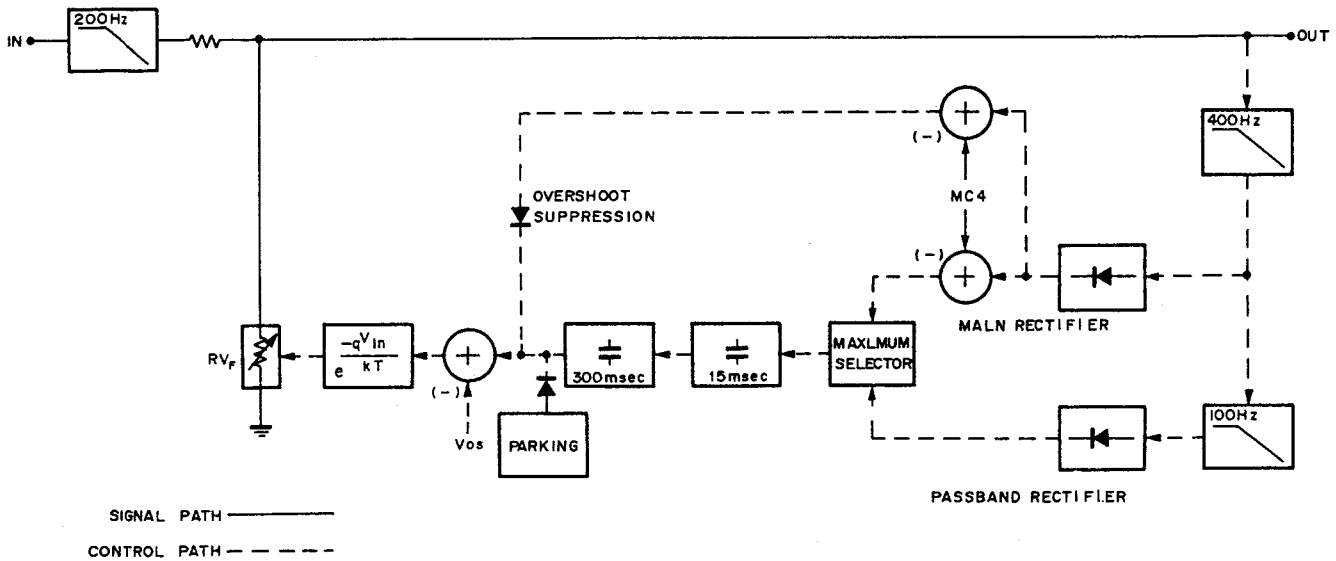 200Hz
IN
OUT
400Hz
(-)
MC4
OVERSHOOT
SUPPRESSION
(-)
MALN RECTIFIER
RVF
-qVln
e kT
(-)
Vos
300msec
15msec
MAXLMUM
SELECTOR
PARKING
100Hz
PASSBAND RECTIFIER
SIGNAL PATH
CONTROL PATH